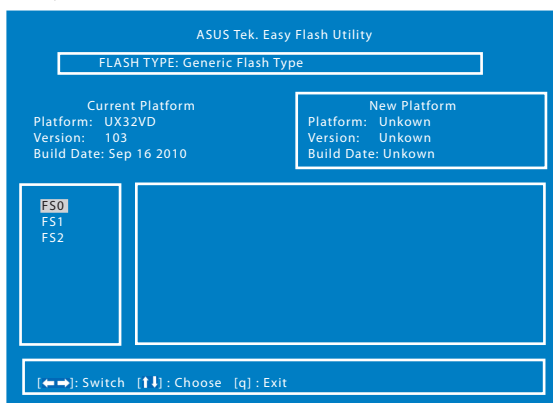 ASUS Tek. Easy Flash Utility
FLASH TYPE: Generic Flash Type
Current Platform
Platform: UX32VD
Version: 103
Build Date: Sep 16 2010
New Platform
Platform: Unkown
Version: Unkown
Build Date: Unkown
FS0
FS1
FS2
[←→]: Switch [↑↓] : Choose [q] : Exit